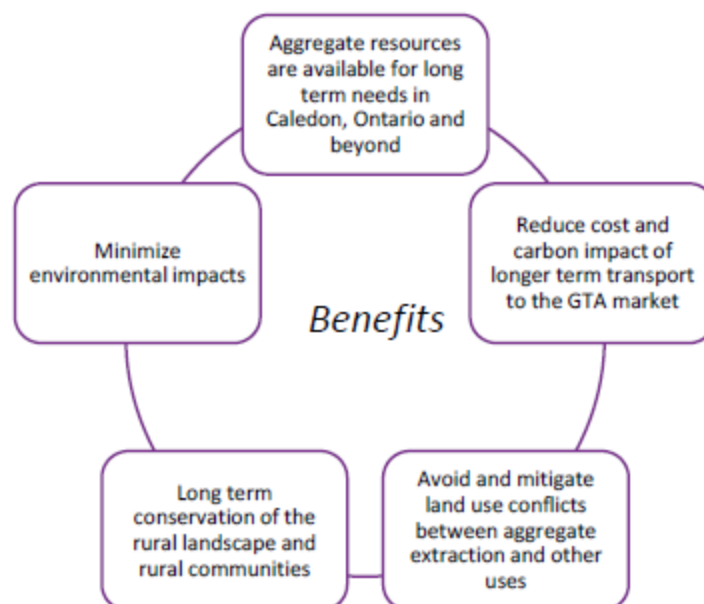 Aggregate resources
are available for long
term needs in
Caledon, Ontario and
beyond
Minimize
environmental impacts
Reduce cost and
carbon impact of
longer term transport
to the GTA market
Benefits
Long term
conservation of the
rural landscape and
rural communities
Avoid and mitigate
land use conflicts
between aggregate
extraction and other
uses